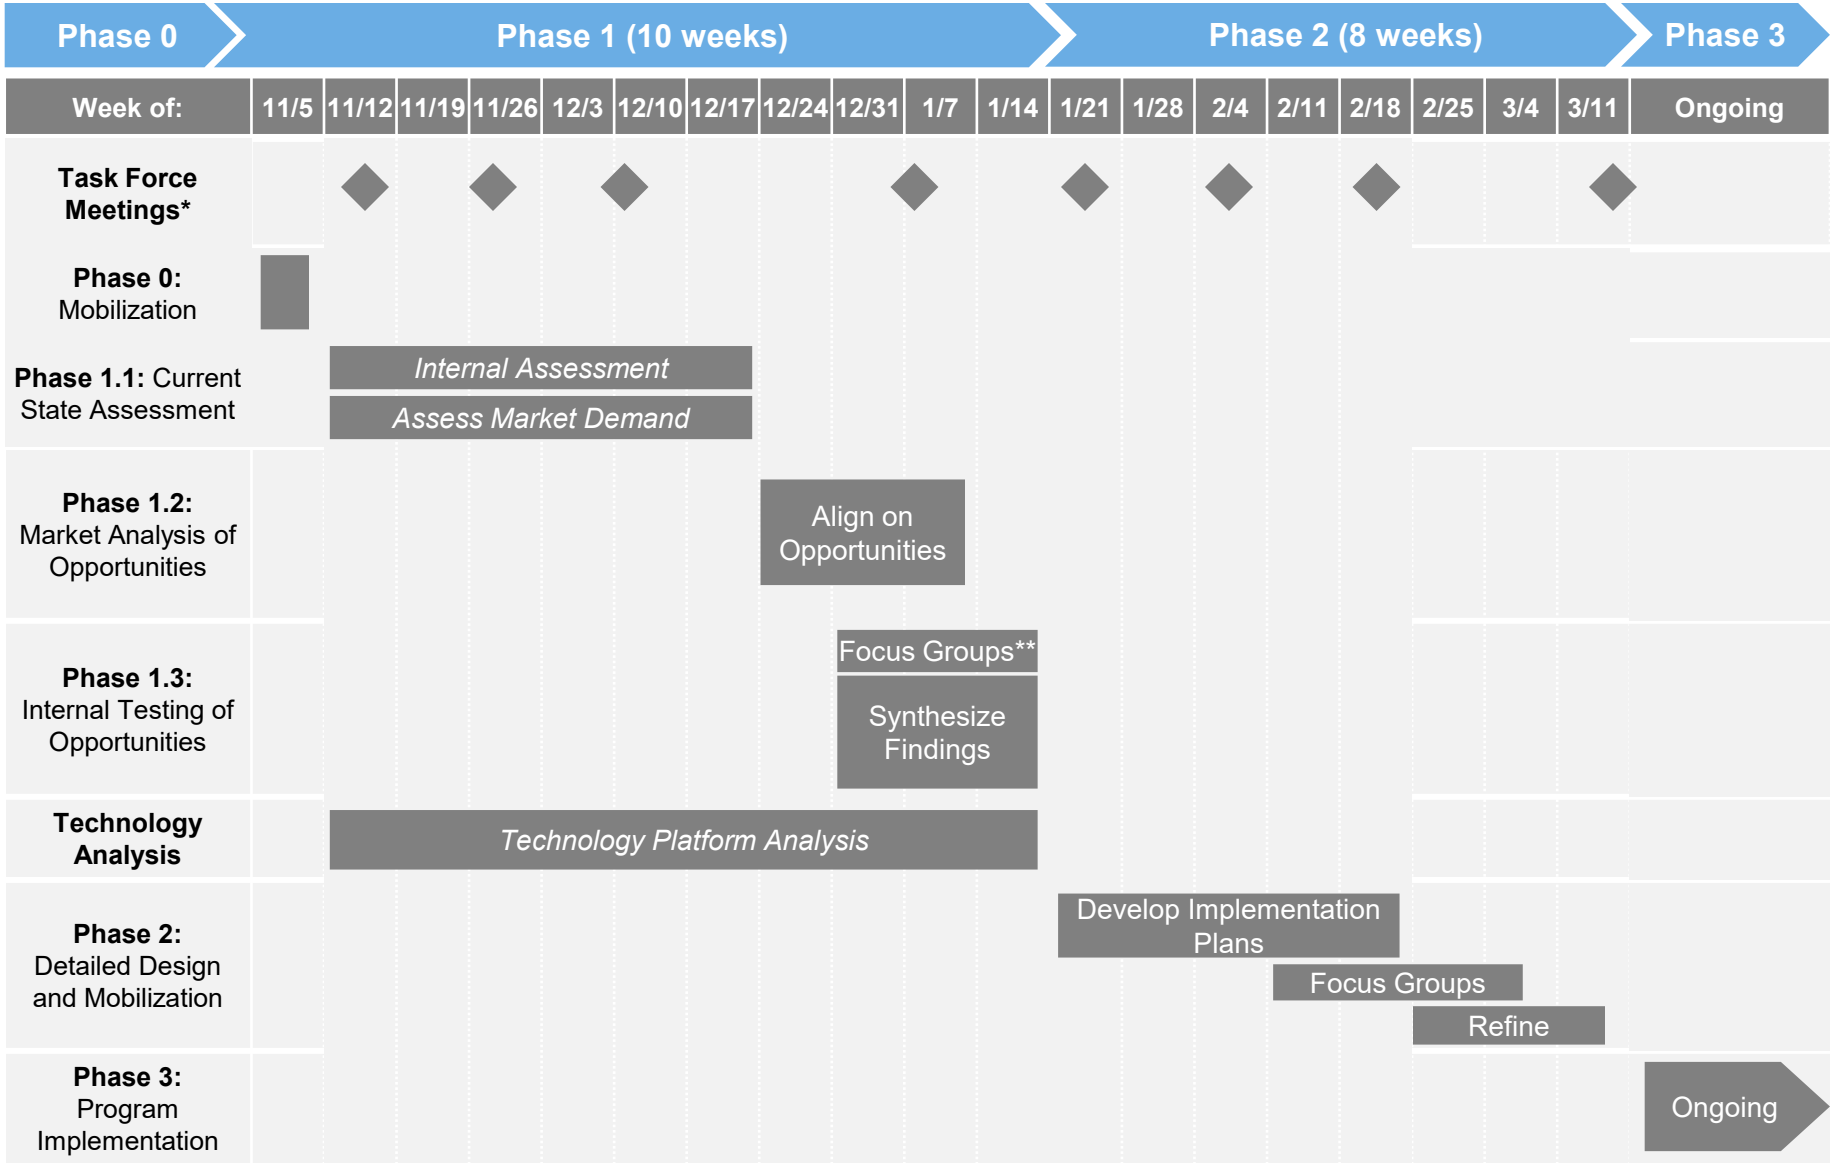 Phase 0
Phase 1 (10 weeks)
Phase 2 (8 weeks)
Phase 3
Week of:
11/5
11/12
11/19
11/26
12/3
12/10
12/17
12/24
12/31
1/7
1/14
1/21
1/28
2/4
2/11
2/18
2/25
3/4
3/11
Ongoing
Task Force
Meetings*
Phase 0:
Mobilization
Phase 1.1: Current
State Assessment
Internal Assessment
Assess Market Demand
Phase 1.2:
Market Analysis of
Opportunities
Align on
Opportunities
Phase 1.3:
Internal Testing of
Opportunities
Focus Groups**
Synthesize
Findings
Technology
Analysis
Technology Platform Analysis
Phase 2:
Detailed Design
and Mobilization
Develop Implementation
Plans
Focus Groups
Refine
Phase 3:
Program
Implementation
Ongoing